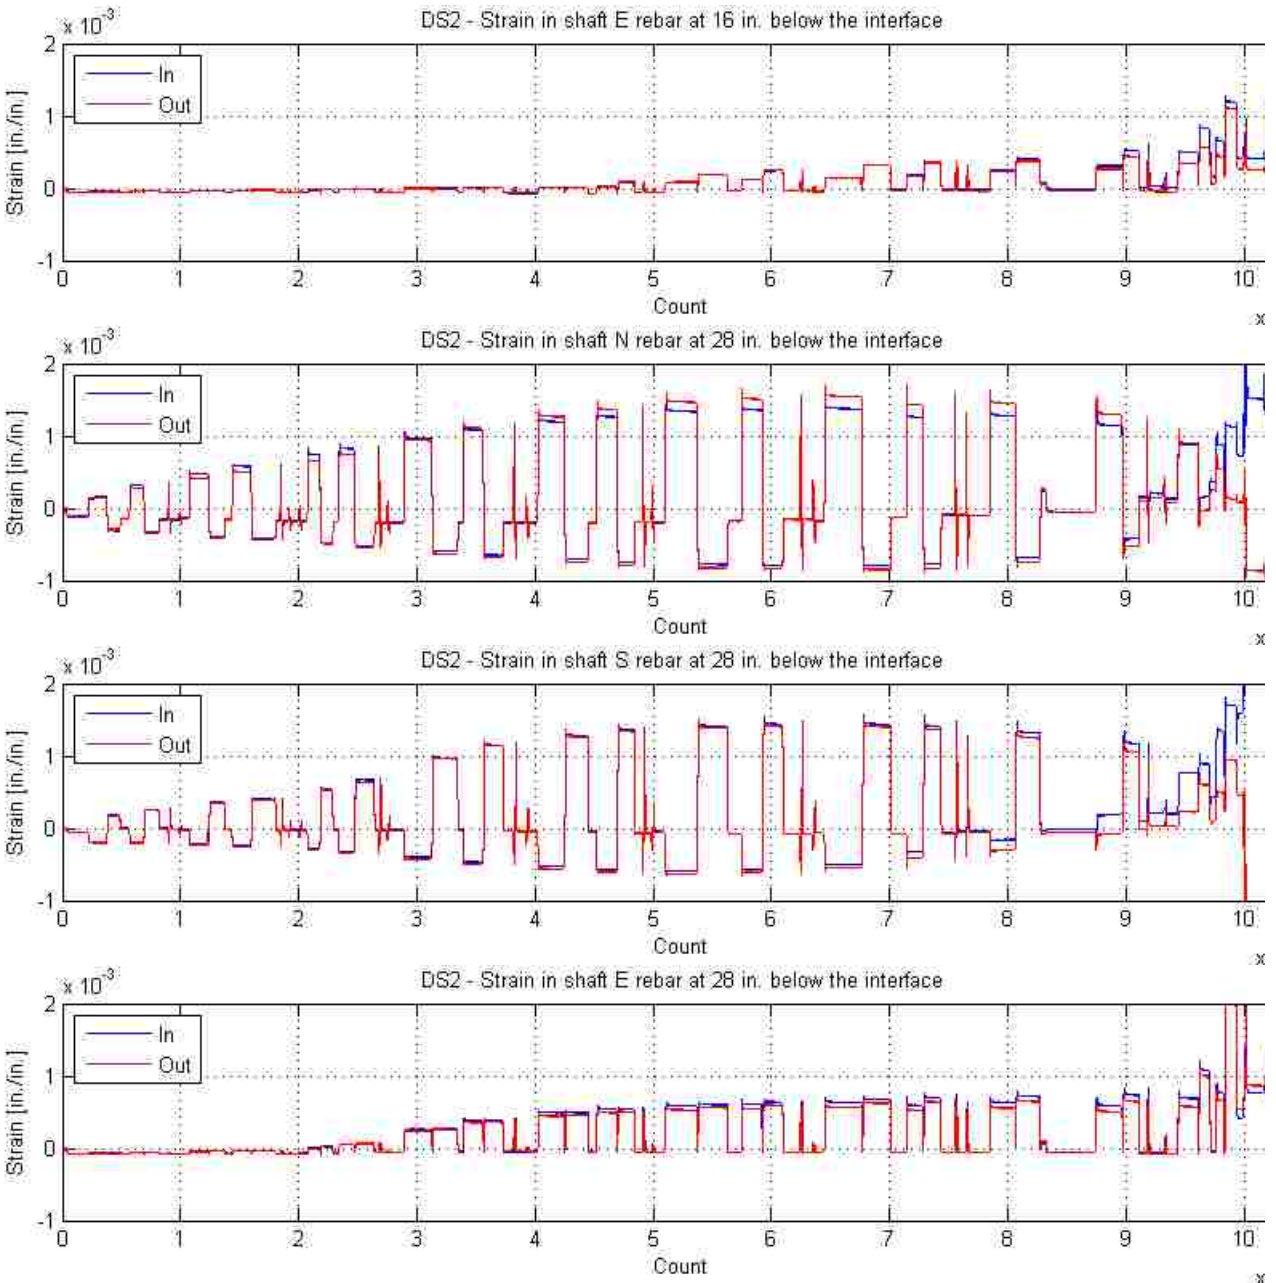 x 10-3
DS2 - Strain in shaft E rebar at 16 in. below the interface
2
1
0
-1
Strain [in./in.]
In
Out
0 1 2 3 4 5 6 7 8 9 10
Count
x
x 10-3
DS2 - Strain in shaft N rebar at 28 in. below the interface
2
1
0
-1
Strain [in./in.]
In
Out
0 1 2 3 4 5 6 7 8 9 10
Count
x
x 10-3
DS2 - Strain in shaft S rebar at 28 in. below the interface
2
1
0
-1
Strain [in./in.]
In
Out
0 1 2 3 4 5 6 7 8 9 10
Count
x
x 10-3
DS2 - Strain in shaft E rebar at 28 in. below the interface
2
1
0
-1
Strain [in./in.]
In
Out
0 1 2 3 4 5 6 7 8 9 10
Count
x